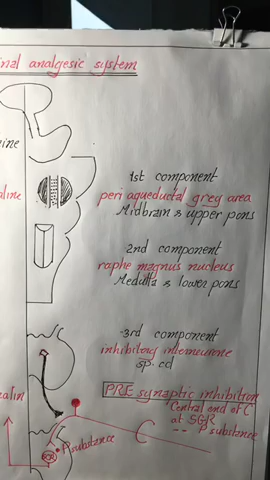 inal analgesic system
ine
1st component
peri aqueductal grey area
Midbrain & upper pons
aline
2nd component
raphe magnus nucleus
Medulla & lower pons
3rd component
inhibitory interneurone
sp. cd
alin
PRE synaptic inhibition
Central end of C
at SGR
-- P substance
C
P substance
SGR